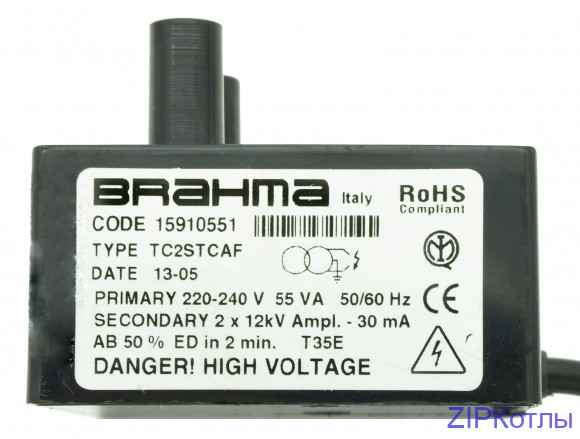 BRAHMA Italy RoHS
Compliant
CODE 15910551
TYPE TC2STCAF
DATE 13-05
PRIMARY 220-240 V 55 VA 50/60 Hz CE
SECONDARY 2 x 12kV Ampl. - 30 mA
AB 50 % ED in 2 min. T35E
DANGER! HIGH VOLTAGE
ZIPКотлы